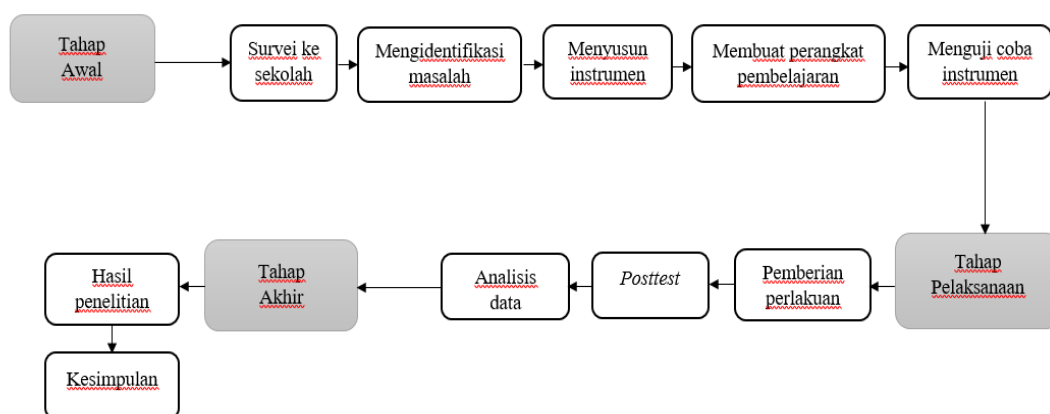 Tahap
Awal
Survei ke
sekolah
Mengidentifikasi
masalah
Menyusun
instrumen
Membuat perangkat
pembelajaran
Menguji coba
instrumen
Tahap
Pelaksanaan
Pemberian
perlakuan
Posttest
Analisis
data
Tahap
Akhir
Hasil
penelitian
Kesimpulan